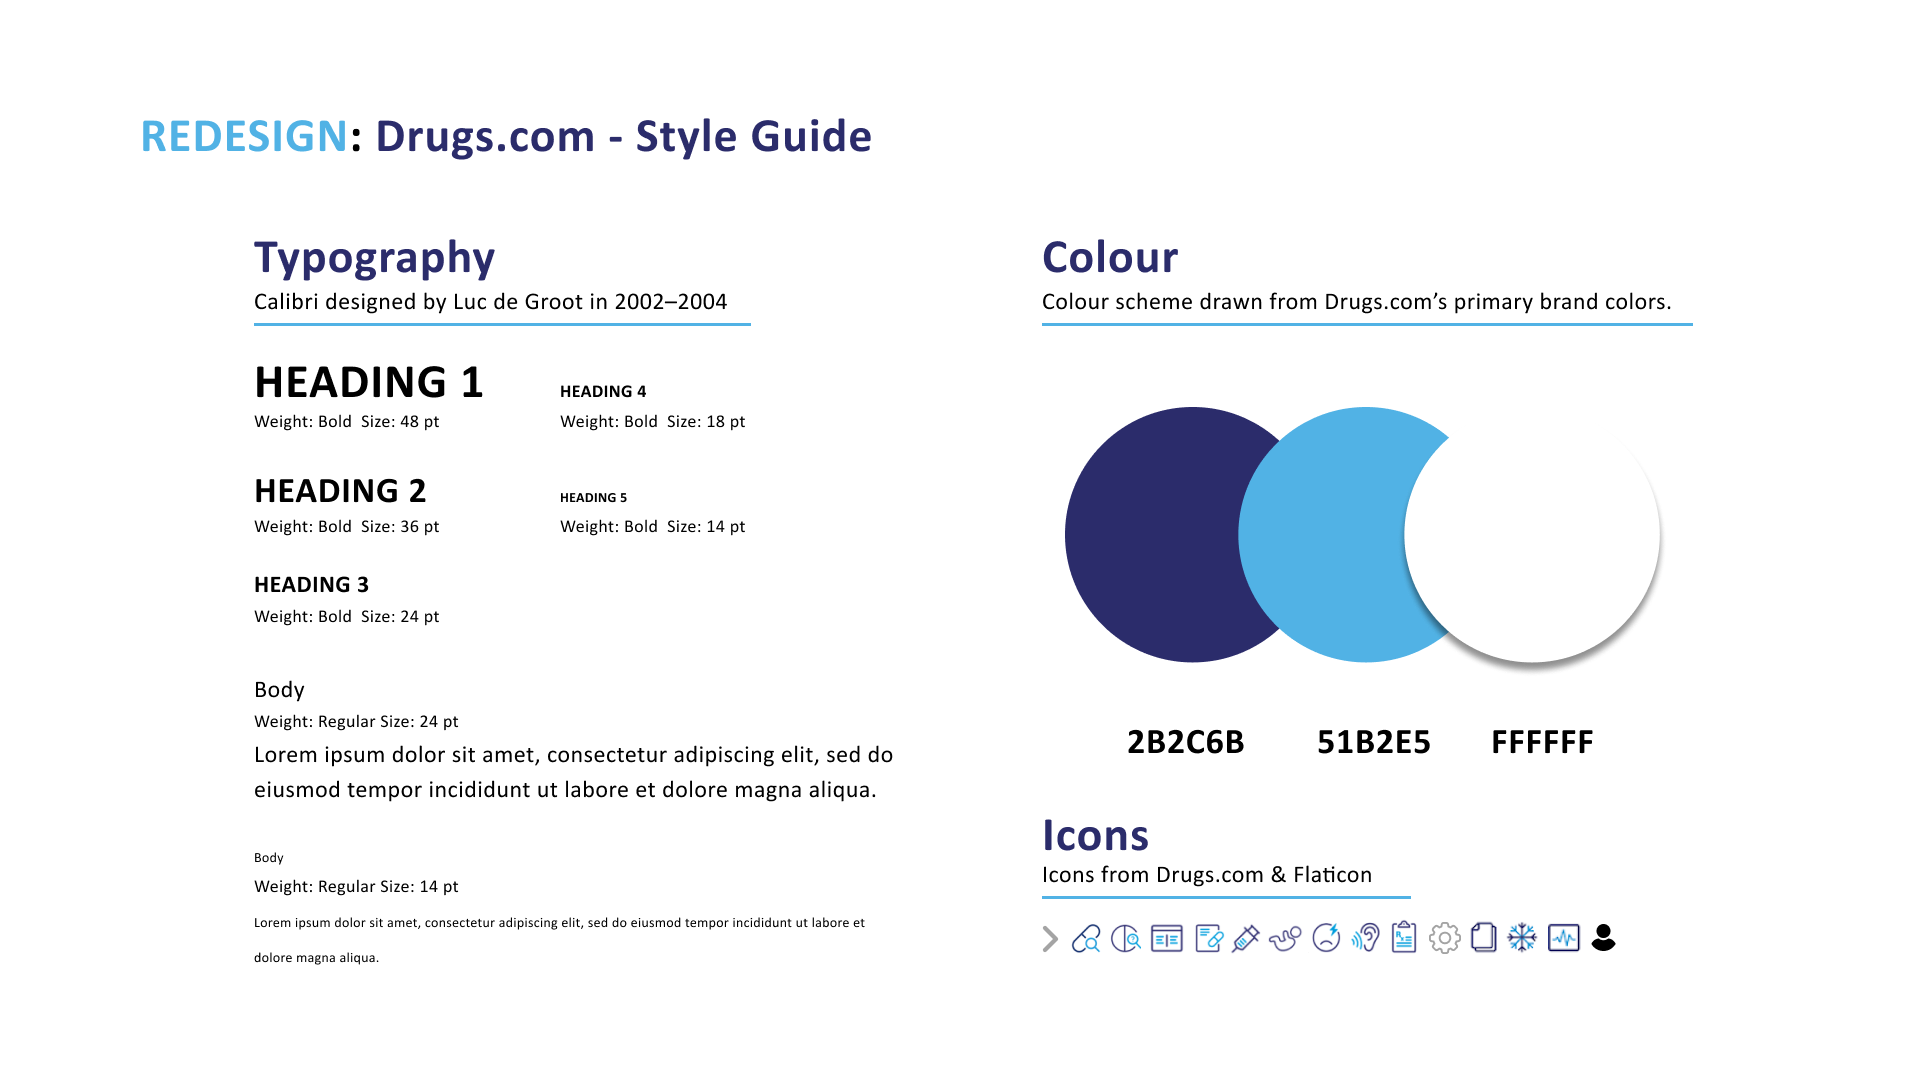 REDESIGN: Drugs.com - Style Guide
Typography
Calibri designed by Luc de Groot in 2002–2004
HEADING 1
Weight: Bold  Size: 48 pt
HEADING 4
Weight: Bold  Size: 18 pt
HEADING 2
Weight: Bold  Size: 36 pt
HEADING 5
Weight: Bold  Size: 14 pt
HEADING 3
Weight: Bold  Size: 24 pt
Body
Weight: Regular Size: 24 pt
Lorem ipsum dolor sit amet, consectetur adipiscing elit, sed do
eiusmod tempor incididunt ut labore et dolore magna aliqua.
Body
Weight: Regular Size: 14 pt
Lorem ipsum dolor sit amet, consectetur adipiscing elit, sed do eiusmod tempor incididunt ut labore et
dolore magna aliqua.
Colour
Colour scheme drawn from Drugs.com’s primary brand colors.
2B2C6B 51B2E5 FFFFFF
Icons
Icons from Drugs.com & Flaticon